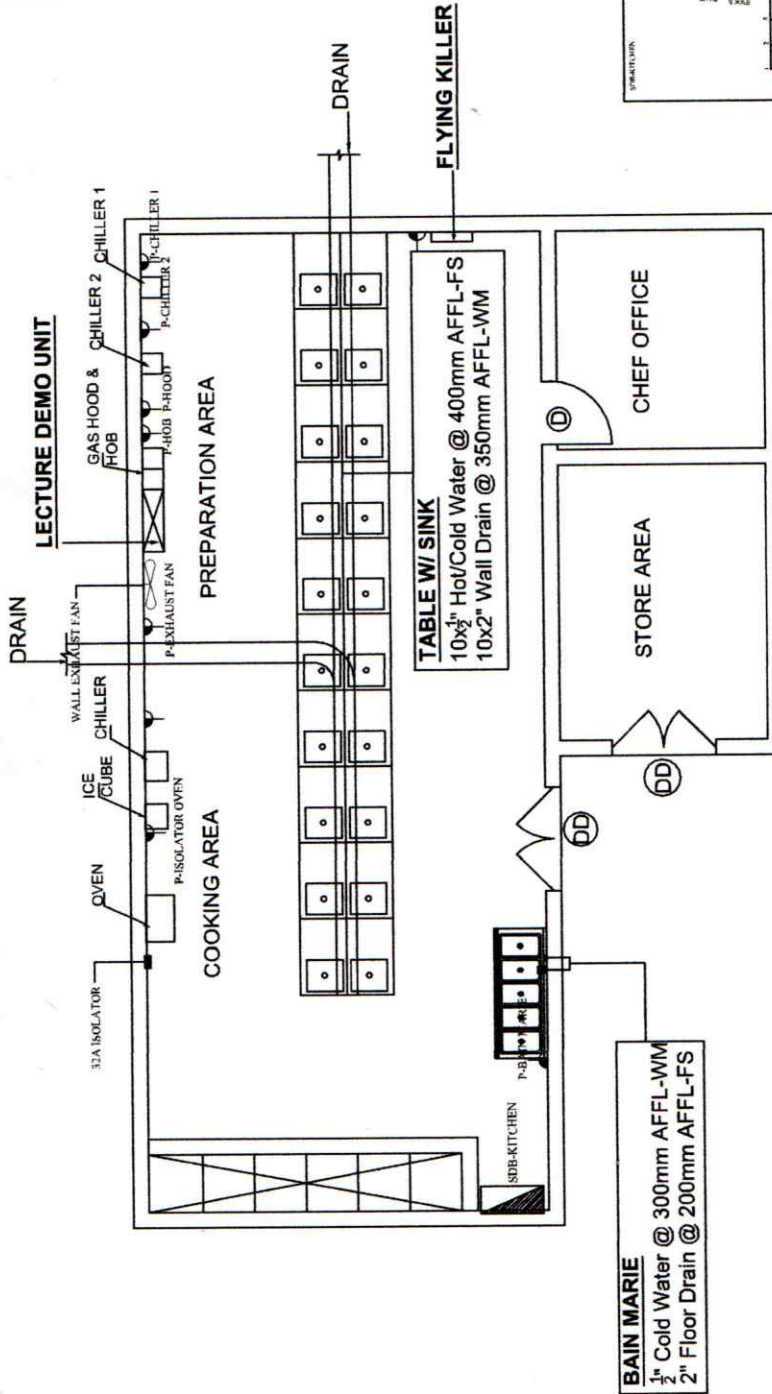 DRAIN
LECTURE DEMO UNIT
WALL EXHAUST FAN
GAS HOOD &
HOB
CHILLER 2
CHILLER 1
ICE
CUBE
CHILLER
OVEN
32A ISOLATOR
P-ISOLATOR OVEN
P-EXHAUST FAN
P-HOB
P-HOOD
P-CHILLER 2
P-CHILLER 1
COOKING AREA
PREPARATION AREA
DRAIN
FLYING KILLER
TABLE W/ SINK
10x½" Hot/Cold Water @ 400mm AFFL-FS
10x2" Wall Drain @ 350mm AFFL-WM
D
CHEF OFFICE
STORE AREA
DD
DD
P-BAIN MARIE
SDB-KITCHEN
BAIN MARIE
½" Cold Water @ 300mm AFFL-WM
2" Floor Drain @ 200mm AFFL-FS
SDB-KITCHEN